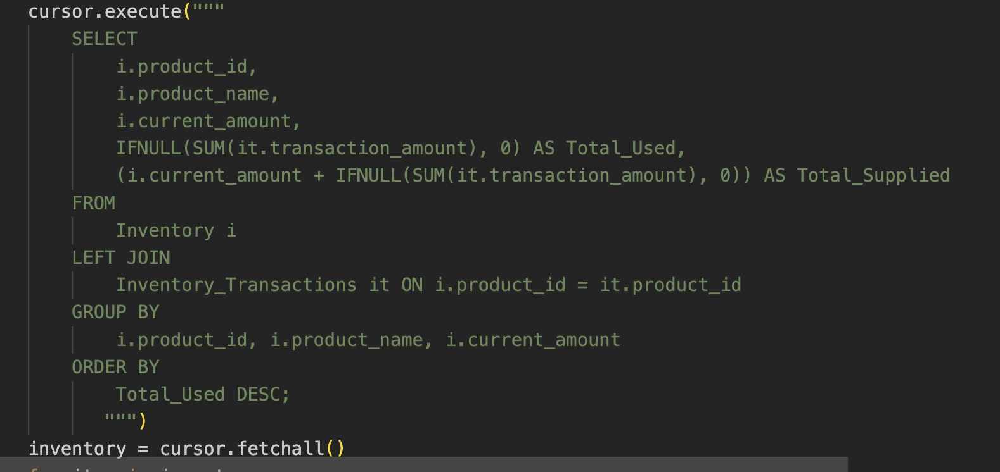 cursor.execute("""
SELECT
i.product_id,
i.product_name,
i.current_amount,
IFNULL(SUM(it.transaction_amount), 0) AS Total_Used,
(i.current_amount + IFNULL(SUM(it.transaction_amount), 0)) AS Total_Supplied
FROM
Inventory i
LEFT JOIN
Inventory_Transactions it ON i.product_id = it.product_id
GROUP BY
i.product_id, i.product_name, i.current_amount
ORDER BY
Total_Used DESC;
""")
inventory = cursor.fetchall()